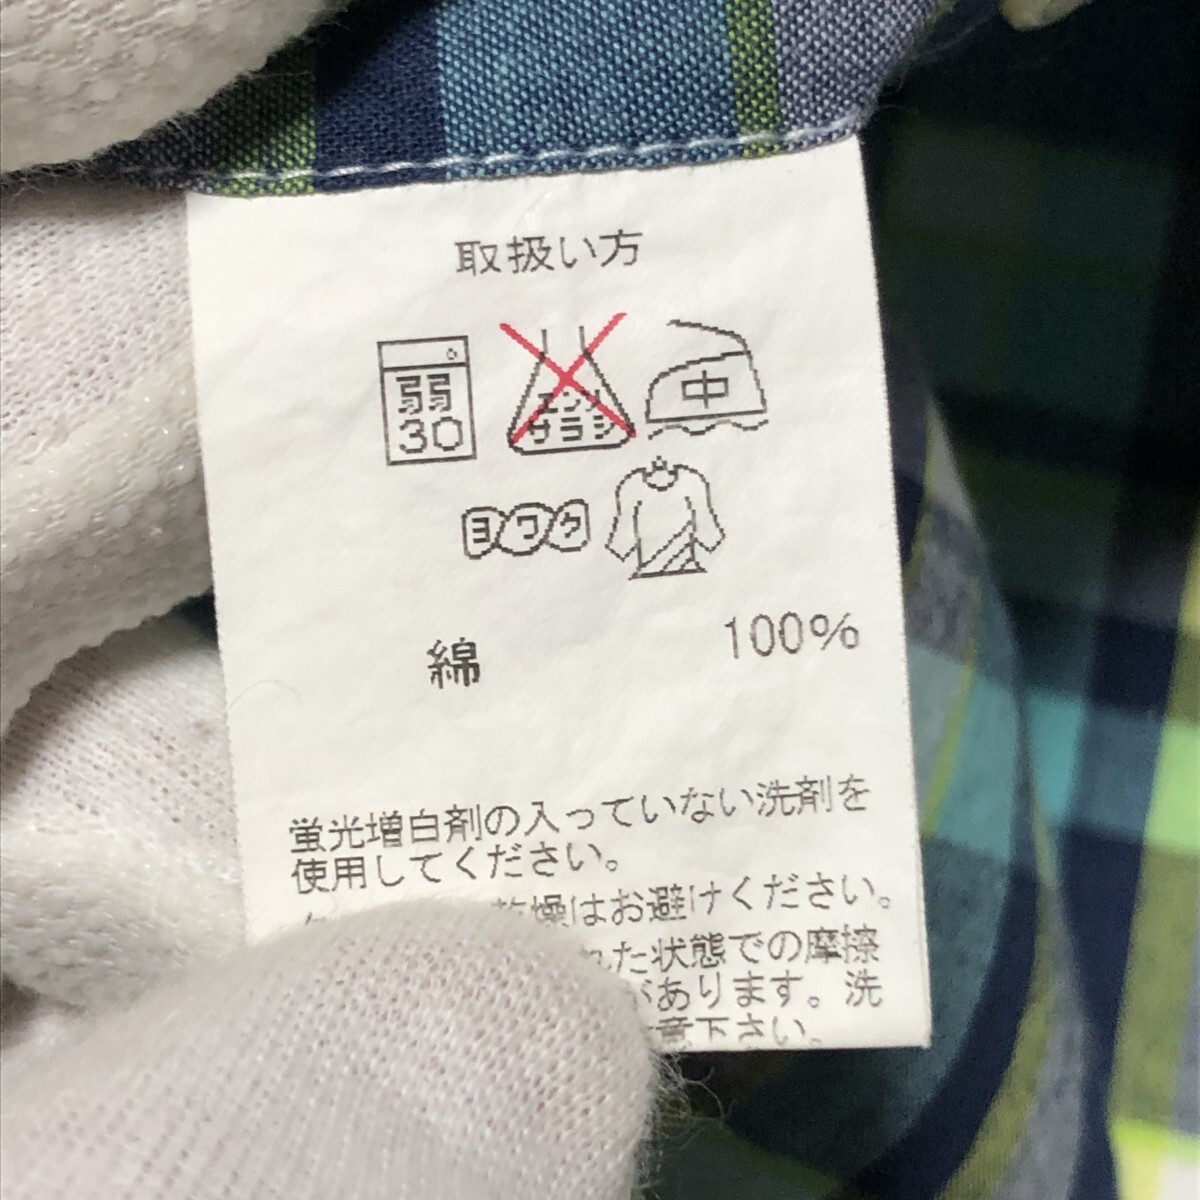 取扱い方
弱
30
エンソ
サラシ
中
ヨワク
綿 100%
蛍光増白剤の入っていない洗剤を
使用してください。
乾燥はお避けください。
れた状態での摩擦
があります。洗
意下さい。